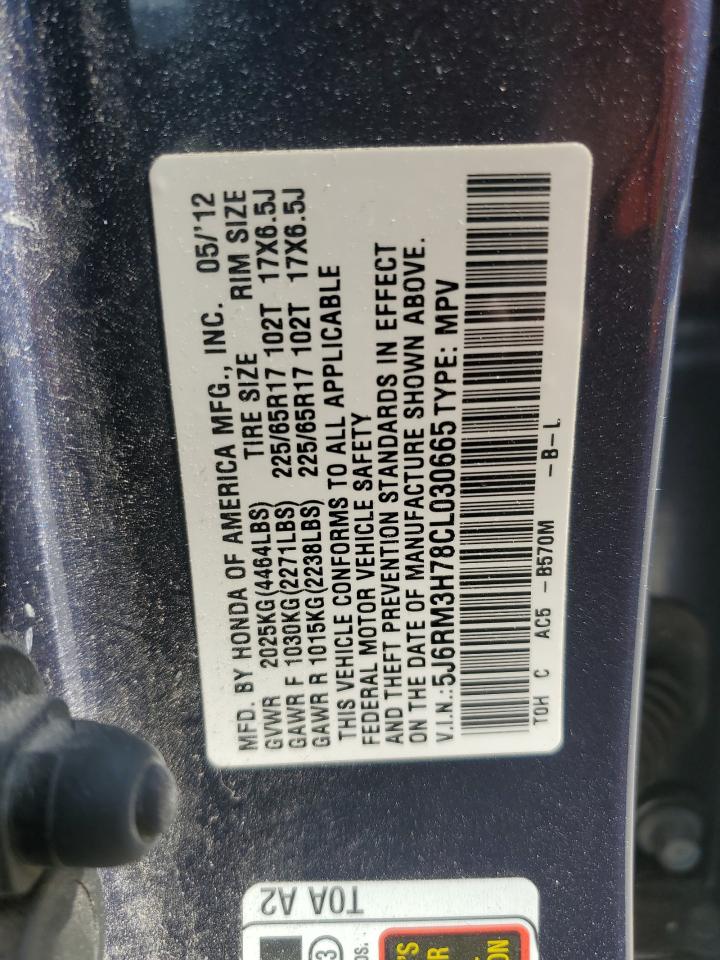 MFD. BY HONDA OF AMERICA MFG., INC. 05/'12
GVWR 2025KG(4464LBS) TIRE SIZE RIM SIZE
GAWR F 1030KG(2271LBS) 225/65R17 102T 17X6.5J
GAWR R 1015KG(2238LBS) 225/65R17 102T 17X6.5J
THIS VEHICLE CONFORMS TO ALL APPLICABLE
FEDERAL MOTOR VEHICLE SAFETY
AND THEFT PREVENTION STANDARDS IN EFFECT
ON THE DATE OF MANUFACTURE SHOWN ABOVE.
V.I.N.:5J6RM3H78CL030665 TYPE: MPV
TOH C AC5 - B570M -B-L
T0A A2
3